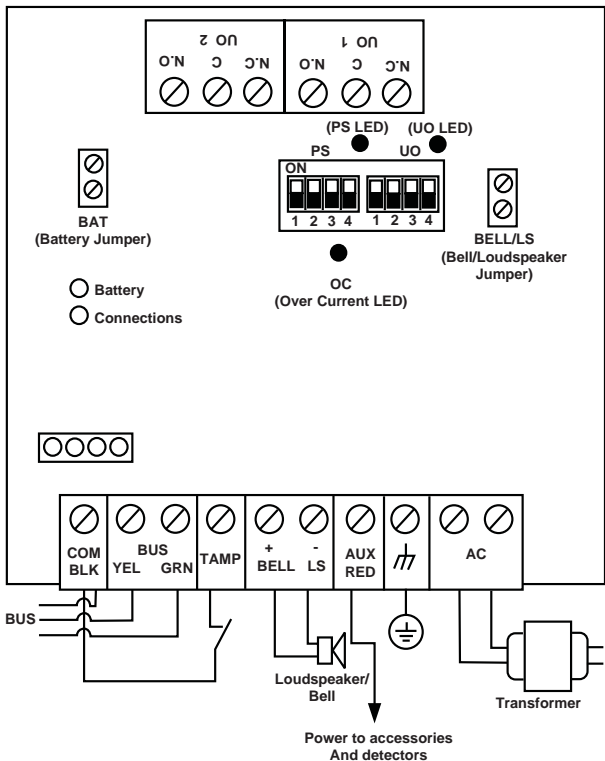 UO 2 UO 1
N.O C N.C N.O C N.C
(PS LED) (UO LED)
PS UO
ON
1 2 3 4 1 2 3 4
BAT
(Battery Jumper)
BELL/LS
(Bell/Loudspeaker
Jumper)
OC
(Over Current LED)
Battery
Connections
COM
BLK
BUS
YEL GRN
TAMP
+ -
BELL LS
AUX
RED
AC
BUS
Loudspeaker/
Bell
Transformer
Power to accessories
And detectors